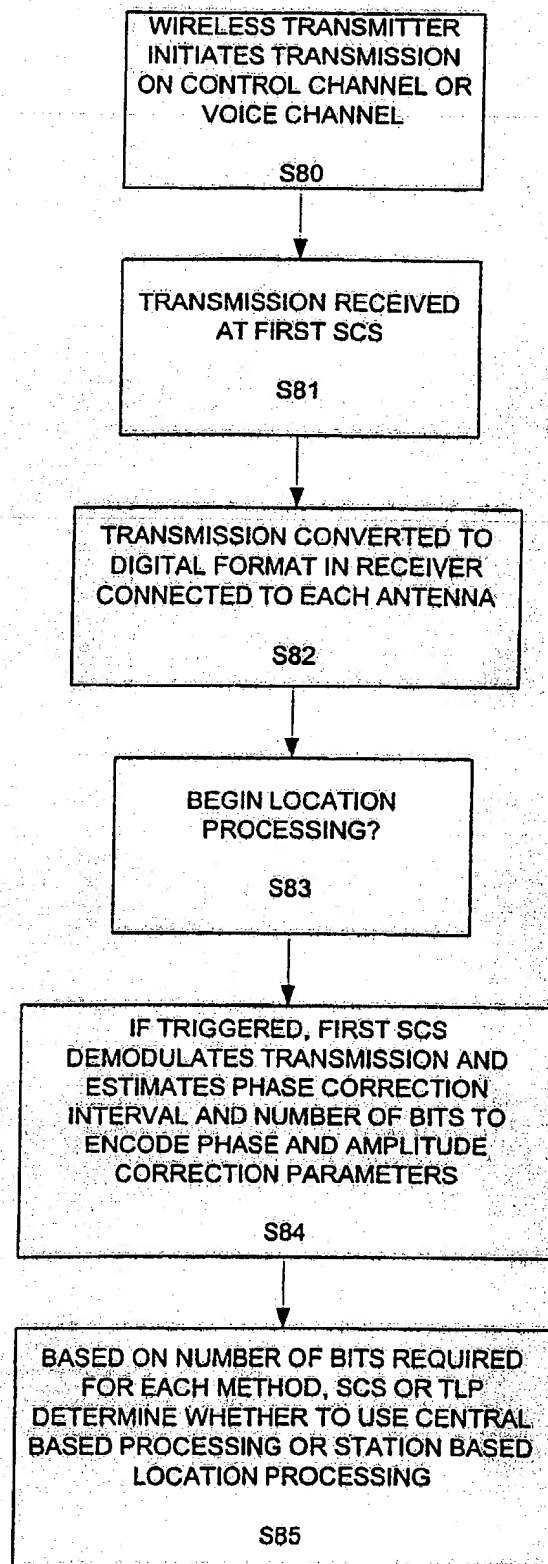 WIRELESS TRANSMITTER
INITIATES TRANSMISSION
ON CONTROL CHANNEL OR
VOICE CHANNEL
S80
TRANSMISSION RECEIVED
AT FIRST SCS
S81
TRANSMISSION CONVERTED TO
DIGITAL FORMAT IN RECEIVER
CONNECTED TO EACH ANTENNA
S82
BEGIN LOCATION
PROCESSING?
S83
IF TRIGGERED, FIRST SCS
DEMODULATES TRANSMISSION AND
ESTIMATES PHASE CORRECTION
INTERVAL AND NUMBER OF BITS TO
ENCODE PHASE AND AMPLITUDE
CORRECTION PARAMETERS
S84
BASED ON NUMBER OF BITS REQUIRED
FOR EACH METHOD, SCS OR TLP
DETERMINE WHETHER TO USE CENTRAL
BASED PROCESSING OR STATION BASED
LOCATION PROCESSING
S85